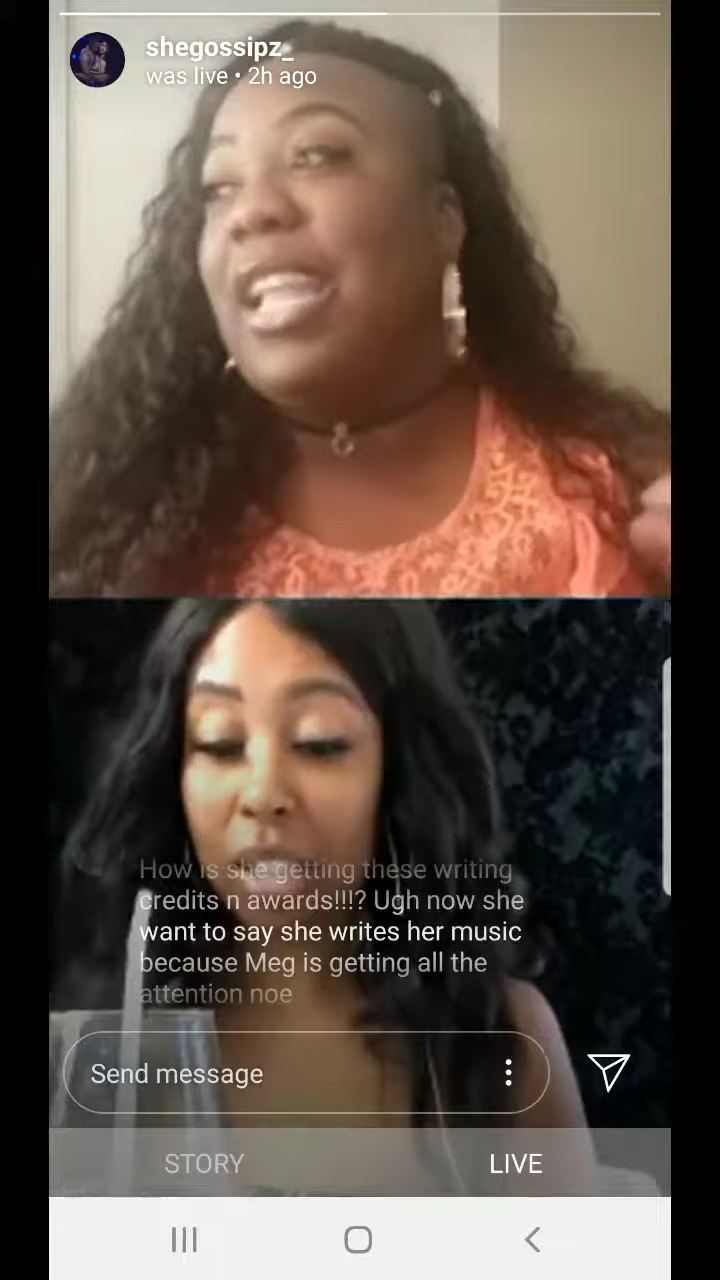 shegossipz_
was live • 2h ago
How is she getting these writing
credits n awards!!!? Ugh now she
want to say she writes her music
because Meg is getting all the
attention noe
Send message
STORY
LIVE